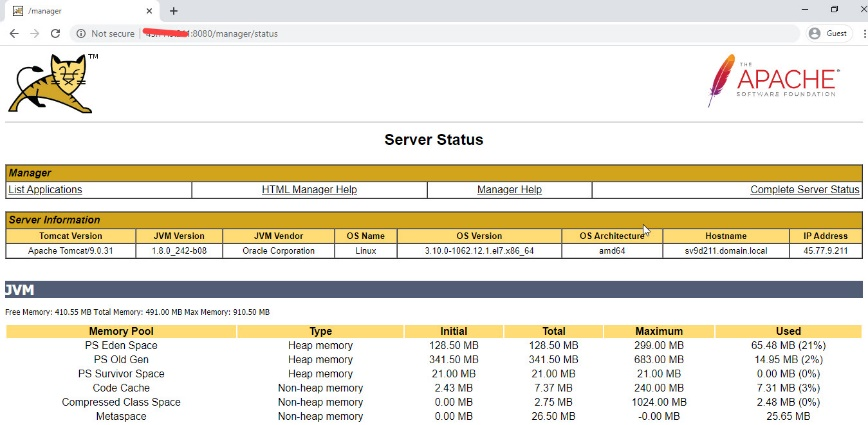 /manager
Not secure :8080/manager/status Guest
TM
THE
APACHE
SOFTWARE FOUNDATION
Server Status
Manager
List Applications HTML Manager Help Manager Help Complete Server Status
Server Information
Tomcat Version JVM Version JVM Vendor OS Name OS Version OS Architecture Hostname IP Address
Apache Tomcat/9.0.31 1.8.0_242-b08 Oracle Corporation Linux 3.10.0-1062.12.1.el7.x86_64 amd64 sv9d211.domain.local 45.77.9.211
JVM
Free Memory: 410.55 MB Total Memory: 491.00 MB Max Memory: 910.50 MB
Memory Pool Type Initial Total Maximum Used
PS Eden Space Heap memory 128.50 MB 128.50 MB 299.00 MB 65.48 MB (21%)
PS Old Gen Heap memory 341.50 MB 341.50 MB 683.00 MB 14.95 MB (2%)
PS Survivor Space Heap memory 21.00 MB 21.00 MB 21.00 MB 0.00 MB (0%)
Code Cache Non-heap memory 2.43 MB 7.37 MB 240.00 MB 7.31 MB (3%)
Compressed Class Space Non-heap memory 0.00 MB 2.75 MB 1024.00 MB 2.48 MB (0%)
Metaspace Non-heap memory 0.00 MB 26.50 MB -0.00 MB 25.65 MB